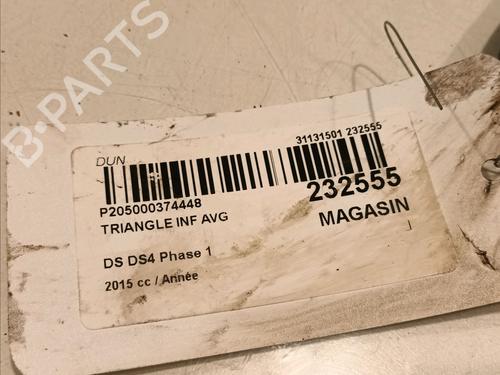 B-PARTS
DUN
31131501 232555
P205000374448
232555
TRIANGLE INF AVG
MAGASIN
DS DS4 Phase 1
2015 cc / Année